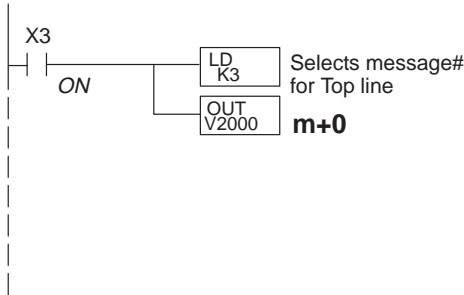 X3
ON
LD
K3
Selects message#
for Top line
OUT
V2000
m+0